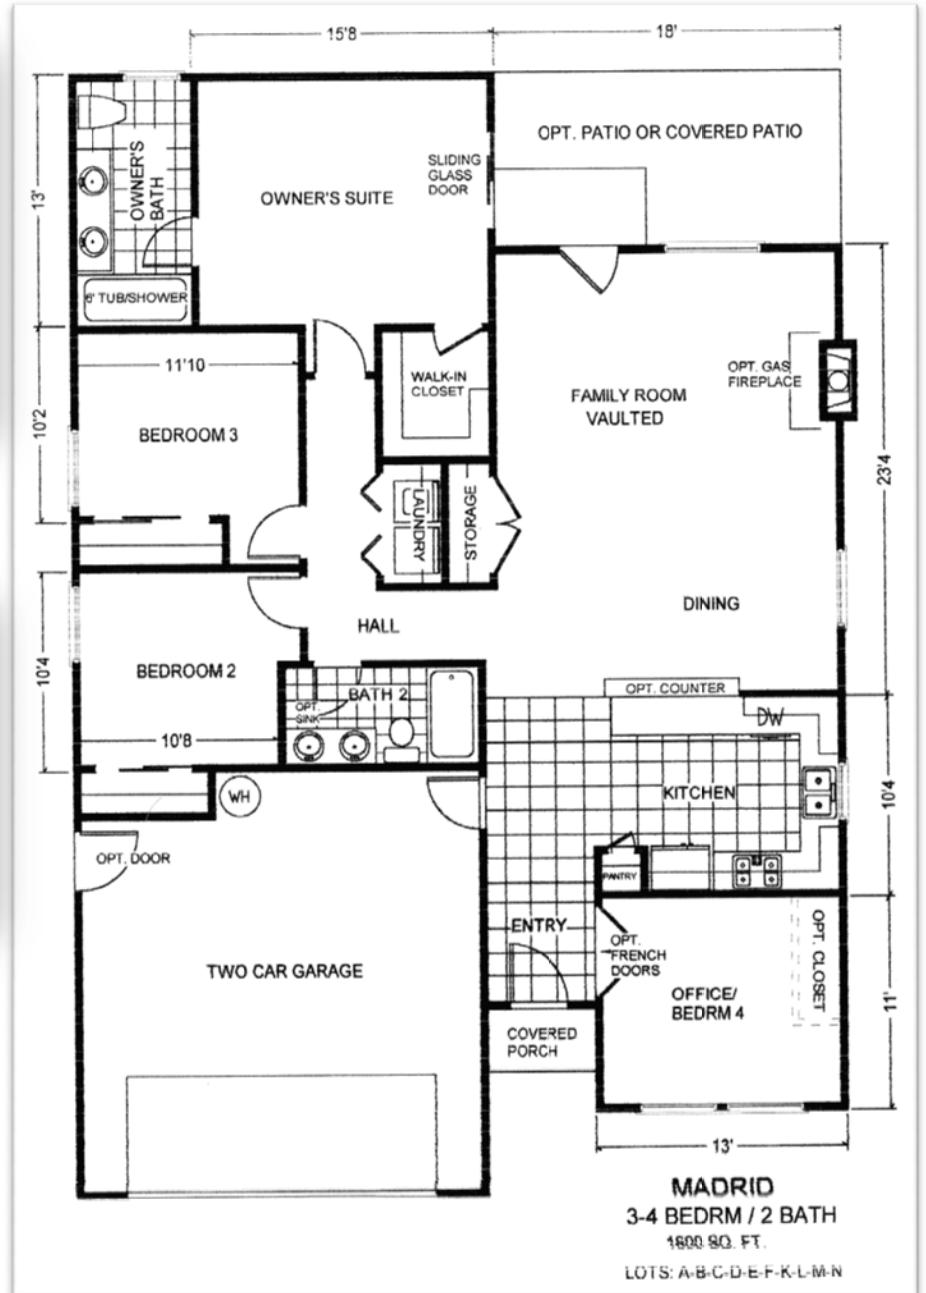 15'8
18'
OPT. PATIO OR COVERED PATIO
OWNER'S
BATH
SLIDING
GLASS
DOOR
OWNER'S SUITE
13'
6' TUB/SHOWER
11'10
WALK-IN
CLOSET
OPT. GAS
FIREPLACE
FAMILY ROOM
VAULTED
10'2
BEDROOM 3
23'4
LAUNDRY
STORAGE
DINING
HALL
10'4
BEDROOM 2
OPT. COUNTER
BATH 2
OPT.
SINK
DW
10'8
KITCHEN
10'4
WH
OPT. DOOR
PANTRY
ENTRY
OPT.
FRENCH
DOORS
OPT. CLOSET
TWO CAR GARAGE
OFFICE/
BEDRM 4
11'
COVERED
PORCH
13'
MADRID
3-4 BEDRM / 2 BATH
1800 SQ. FT.
LOTS: A-B-C-D-E-F-K-L-M-N